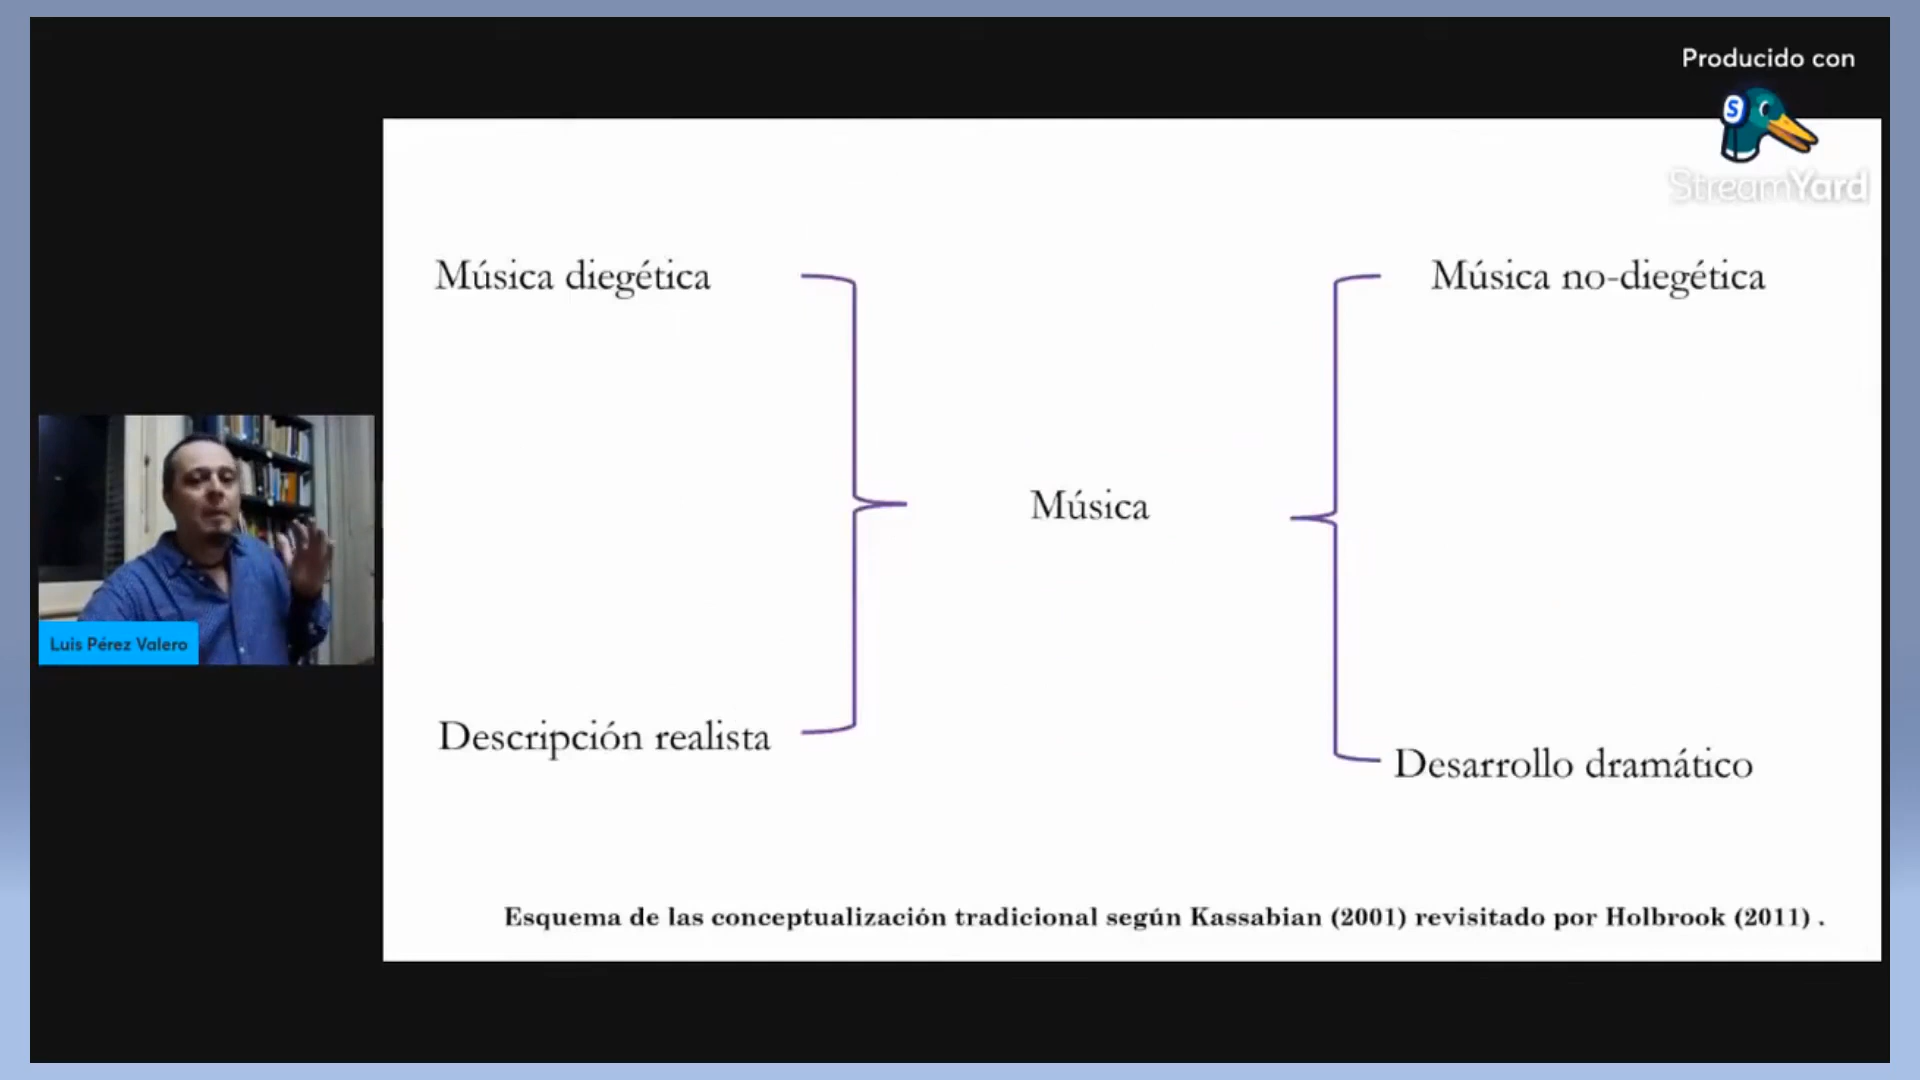 Producido con
StreamYard
Música diegética
Música no-diegética
Música
Descripción realista
Desarrollo dramático
Luis Pérez Valero
Esquema de las conceptualización tradicional según Kassabian (2001) revisitado por Holbrook (2011) .